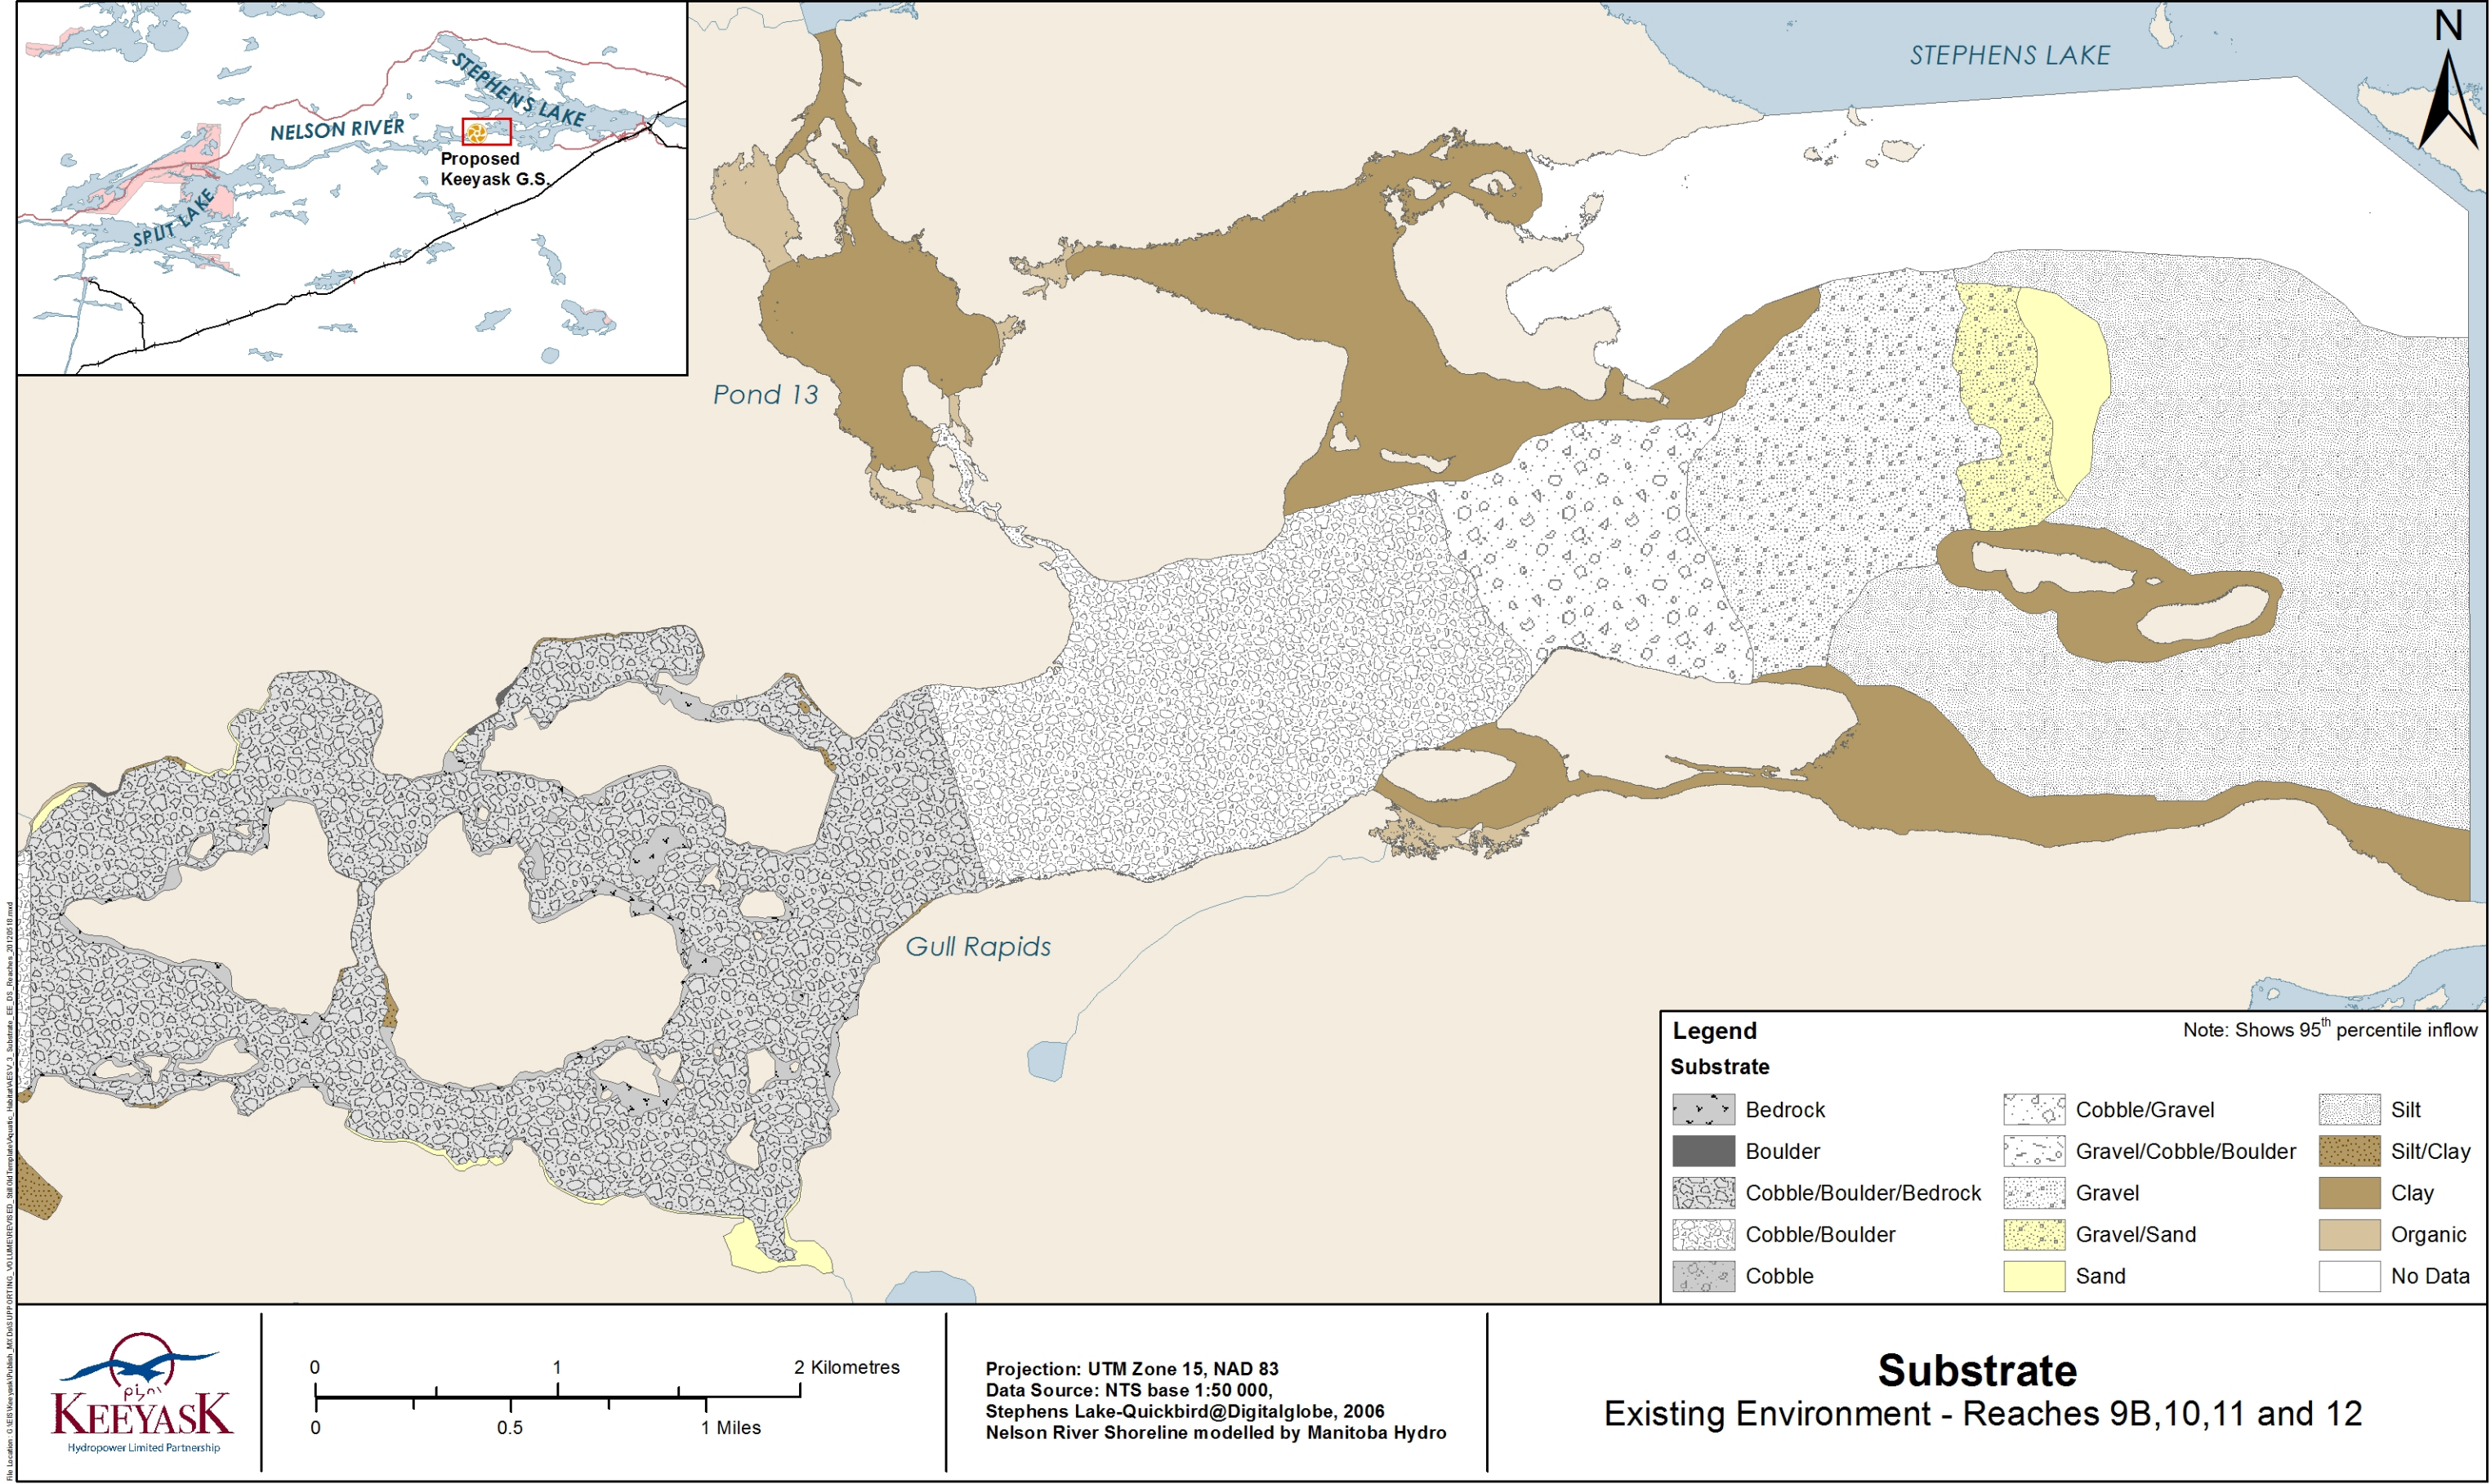 STEPHENS LAKE
NELSON RIVER
Proposed
Keeyask G.S.
SPLIT LAKE
STEPHENS LAKE
N
Pond 13
Gull Rapids
Legend
Note: Shows 95th percentile inflow
Substrate
Bedrock
Boulder
Cobble/Boulder/Bedrock
Cobble/Boulder
Cobble
Cobble/Gravel
Gravel/Cobble/Boulder
Gravel
Gravel/Sand
Sand
Silt
Silt/Clay
Clay
Organic
No Data
KEEYASK
Hydropower Limited Partnership
0 1 2 Kilometres
0 0.5 1 Miles
Projection: UTM Zone 15, NAD 83
Data Source: NTS base 1:50 000,
Stephens Lake-Quickbird@Digitalglobe, 2006
Nelson River Shoreline modelled by Manitoba Hydro
Substrate
Existing Environment - Reaches 9B,10,11 and 12